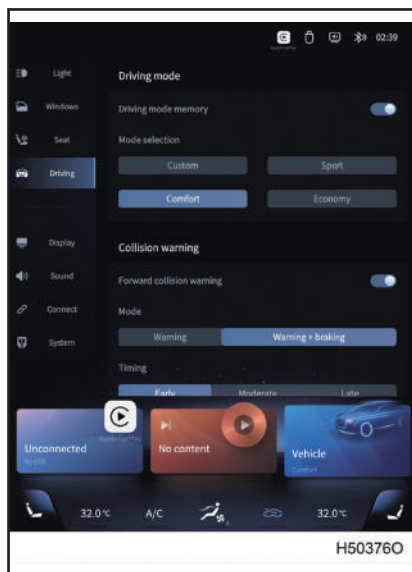 02:39
Light
Driving mode
Windows
Driving mode memory
Seat
Mode selection
Custom
Sport
Driving
Comfort
Economy
Display
Collision warning
Sound
Forward collision warning
Connect
Mode
Warning
Warning + braking
System
Timing
Early
Moderate
Late
Unconnected
No content
Vehicle
Comfort
32.0°C
A/C
32.0°C
H50376O